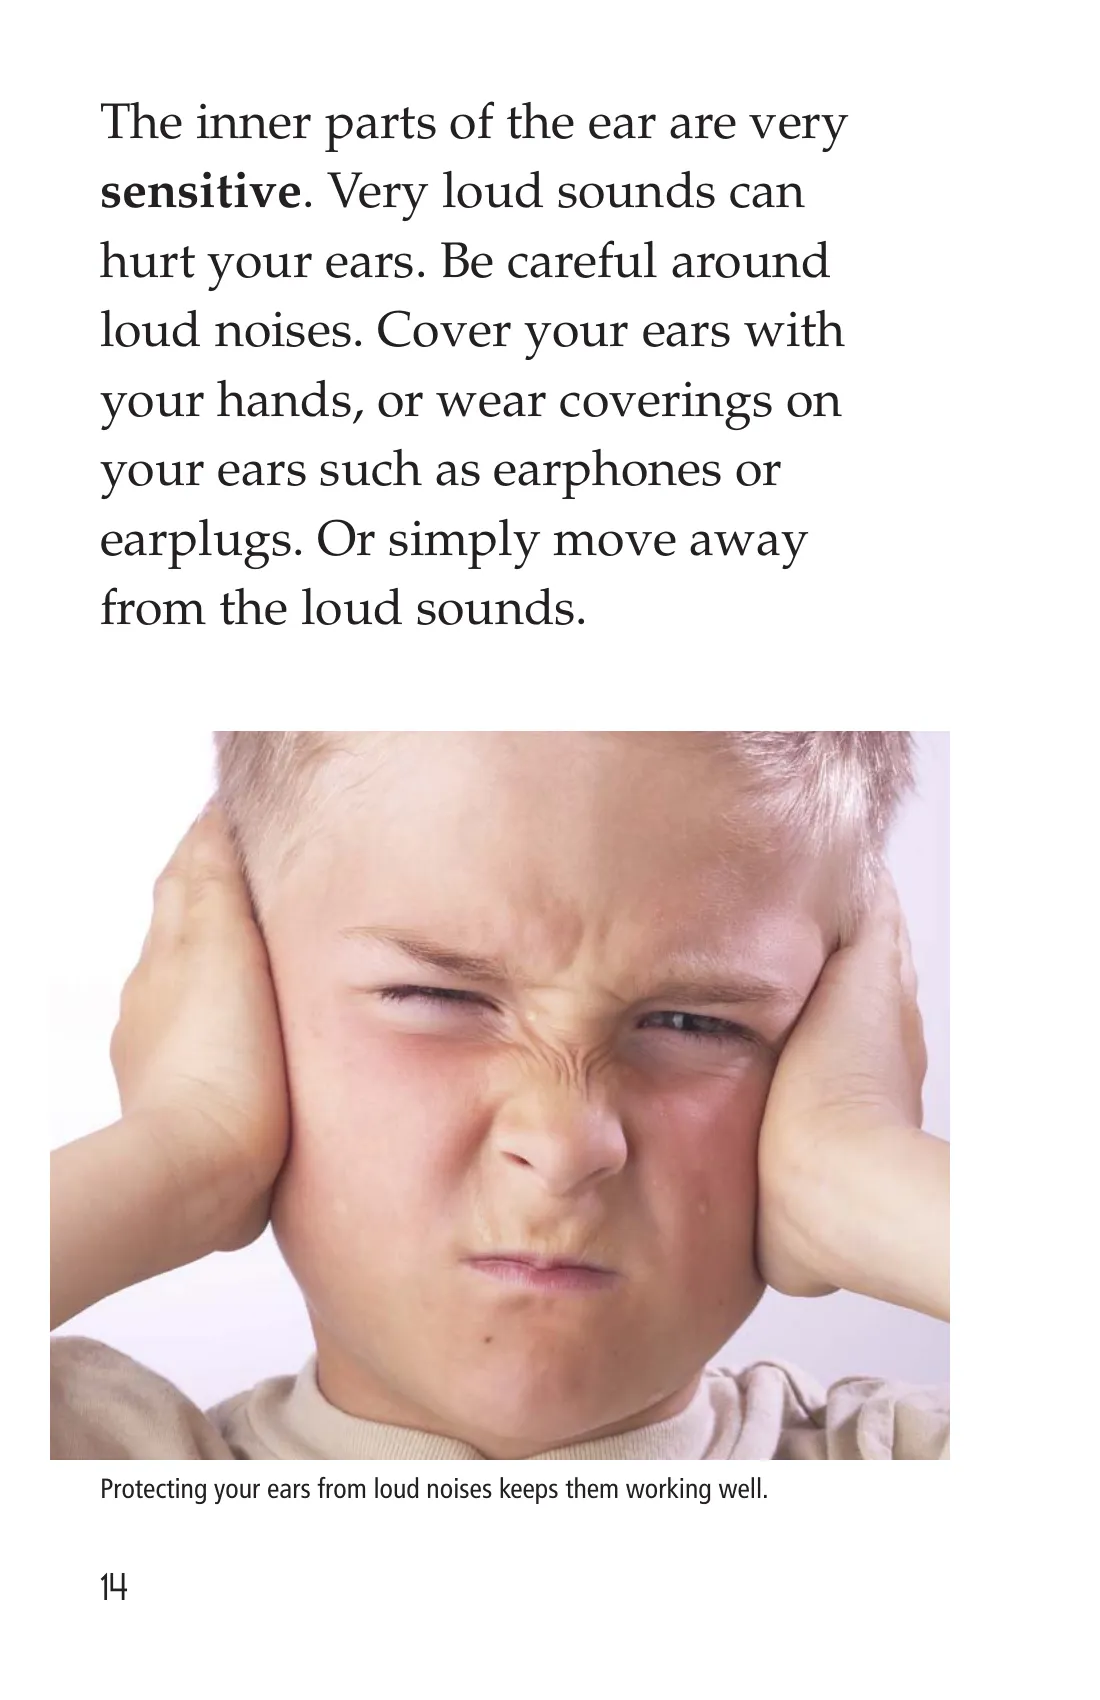 The inner parts of the ear are very
sensitive. Very loud sounds can
hurt your ears. Be careful around
loud noises. Cover your ears with
your hands, or wear coverings on
your ears such as earphones or
earplugs. Or simply move away
from the loud sounds.
Protecting your ears from loud noises keeps them working well.
14